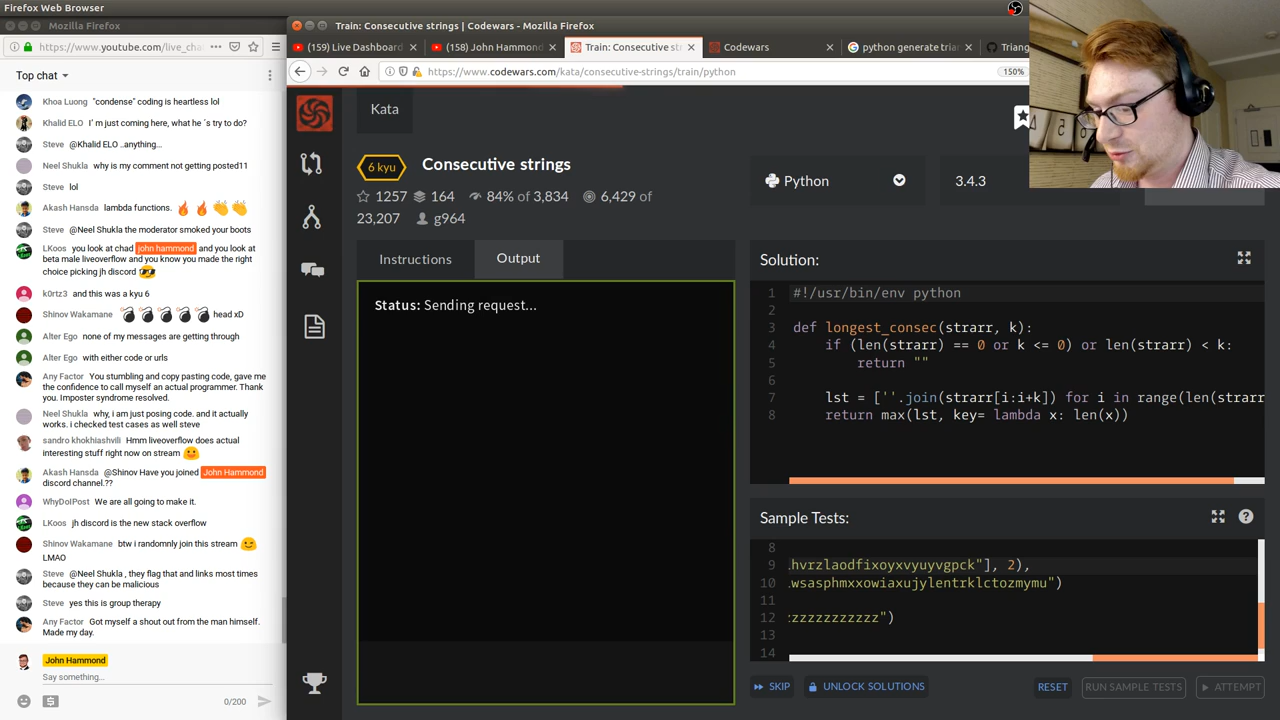 Firefox Web Browser
Mozilla Firefox
https://www.youtube.com/live_cha
Top chat
Khoa Luong "condense" coding is heartless lol
Khalid ELO I' m just coming here, what he ´s try to do?
Steve @Khalid ELO ..anything...
Neel Shukla why is my comment not getting posted11
Steve lol
Akash Hansda lambda functions. 🔥 🔥 👏 👏
Steve @Neel Shukla the moderator smoked your boots
LKoos you look at chad john hammond and you look at
beta male liveoverflow and you know you made the right
choice picking jh discord 😎
k0rtz3 and this was a kyu 6
Shinov Wakamane 💣 💣 💣 💣 💣 head xD
Alter Ego none of my messages are getting through
Alter Ego with either code or urls
Any Factor You stumbling and copy pasting code, gave me
the confidence to call myself an actual programmer. Thank
you. Imposter syndrome resolved.
Neel Shukla why, i am just posing code. and it actually
works. i checked test cases as well steve
sandro khokhiashvili Hmm liveoverflow does actual
interesting stuff right now on stream 🙂
Akash Hansda @Shinov Have you joined John Hammond
discord channel.??
WhyDoIPost We are all going to make it.
LKoos jh discord is the new stack overflow
Shinov Wakamane btw i randomnly join this stream 😉
LMAO
Steve @Neel Shukla , they flag that and links most times
because they can be malicious
Steve yes this is group therapy
Any Factor Got myself a shout out from the man himself.
Made my day.
John Hammond
Say something...
0/200
Train: Consecutive strings | Codewars - Mozilla Firefox
(159) Live Dashboard
(158) John Hammond
Train: Consecutive str
Codewars
python generate tria
Triang
https://www.codewars.com/kata/consecutive-strings/train/python
150%
Kata
6 kyu
Consecutive strings
1257 164 84% of 3,834 6,429 of
23,207 g964
Python
3.4.3
Instructions
Output
Status: Sending request...
Solution:
1 #!/usr/bin/env python
2
3 def longest_consec(strarr, k):
4 if (len(strarr) == 0 or k <= 0) or len(strarr) < k:
5 return ""
6
7 lst = [''.join(strarr[i:i+k]) for i in range(len(strarr
8 return max(lst, key= lambda x: len(x))
Sample Tests:
8
9 .hvrzlaodfixoyxvyuyvgpck"], 2),
10 .wsasphmxxowiaxujylentrklctozmymu")
11
12 :zzzzzzzzzzz")
13
14
SKIP
UNLOCK SOLUTIONS
RESET
RUN SAMPLE TESTS
ATTEMPT